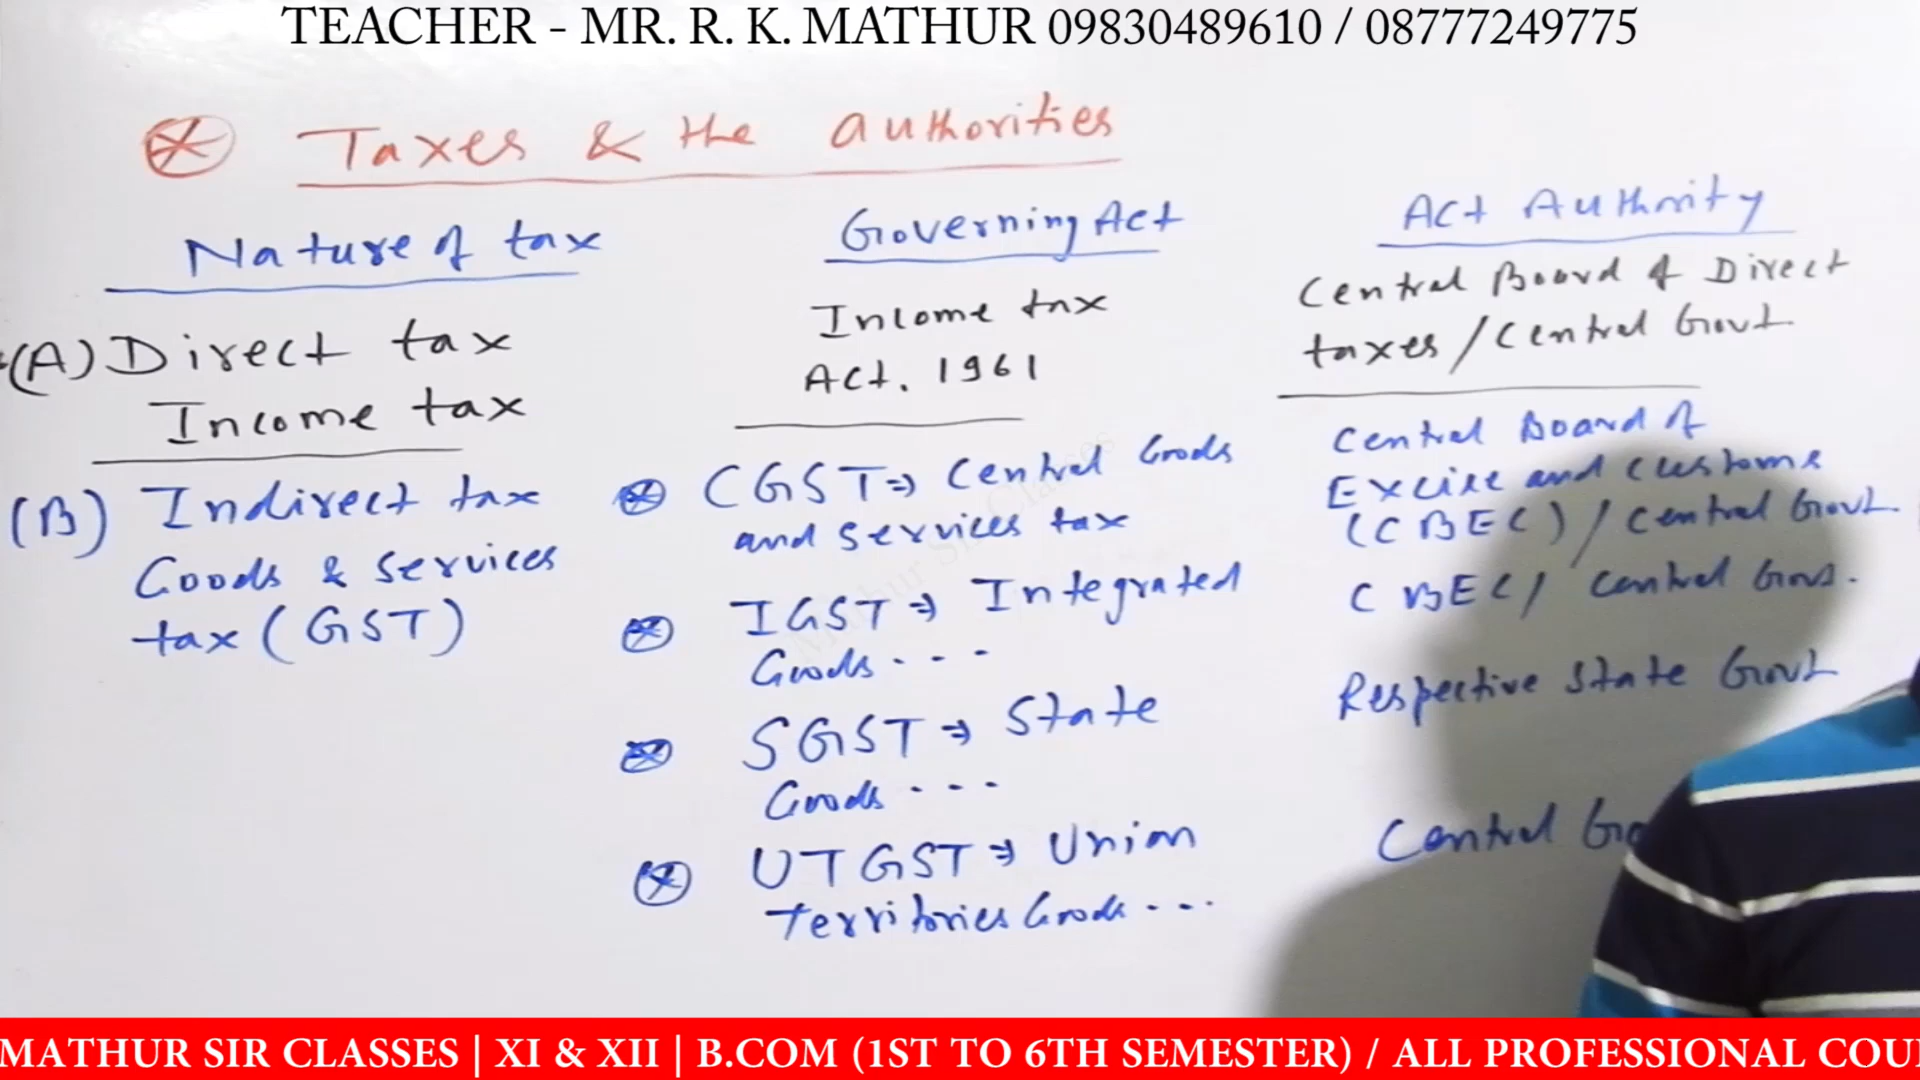 TEACHER - MR. R. K. MATHUR 09830489610 / 08777249775
Taxes & the authorities
Nature of tax
Governing Act
Act Authority
(A) Direct tax
Income tax
Income tax
Act. 1961
Central Board of Direct
taxes / Central Govt.
(B) Indirect tax
Goods & services
tax (GST)
CGST ⇒ Central Goods
and services tax
Central Board of
Excise and customs
(CBEC) / Central Govt.
IGST ⇒ Integrated
Goods - - -
CBEC / Central Govt.
SGST ⇒ State
Goods - - -
Respective State Govt
UTGST ⇒ Union
Territories Goods - - -
Central
Mathur Sir Classes
MATHUR SIR CLASSES | XI & XII | B.COM (1ST TO 6TH SEMESTER) / ALL PROFESSIONAL COU